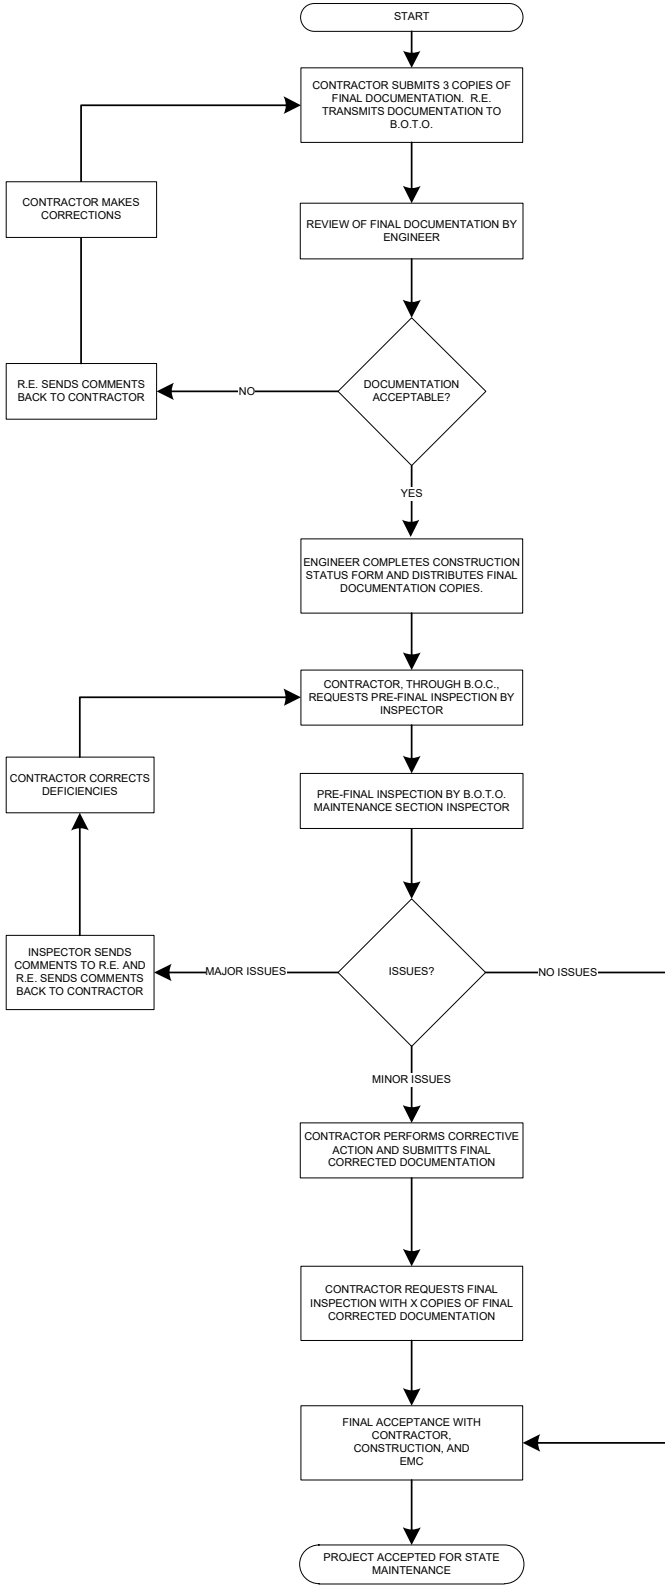 START
CONTRACTOR SUBMITS 3 COPIES OF
FINAL DOCUMENTATION.  R.E.
TRANSMITS DOCUMENTATION TO
B.O.T.O.
CONTRACTOR MAKES
CORRECTIONS
REVIEW OF FINAL DOCUMENTATION BY
ENGINEER
R.E. SENDS COMMENTS
BACK TO CONTRACTOR
NO
DOCUMENTATION
ACCEPTABLE?
YES
ENGINEER COMPLETES CONSTRUCTION
STATUS FORM AND DISTRIBUTES FINAL
DOCUMENTATION COPIES.
CONTRACTOR, THROUGH B.O.C.,
REQUESTS PRE-FINAL INSPECTION BY
INSPECTOR
CONTRACTOR CORRECTS
DEFICIENCIES
PRE-FINAL INSPECTION BY B.O.T.O.
MAINTENANCE SECTION INSPECTOR
INSPECTOR SENDS
COMMENTS TO R.E. AND
R.E. SENDS COMMENTS
BACK TO CONTRACTOR
MAJOR ISSUES
ISSUES?
NO ISSUES
MINOR ISSUES
CONTRACTOR PERFORMS CORRECTIVE
ACTION AND SUBMITTS FINAL
CORRECTED DOCUMENTATION
CONTRACTOR REQUESTS FINAL
INSPECTION WITH X COPIES OF FINAL
CORRECTED DOCUMENTATION
FINAL ACCEPTANCE WITH
CONTRACTOR,
CONSTRUCTION, AND
EMC
PROJECT ACCEPTED FOR STATE
MAINTENANCE